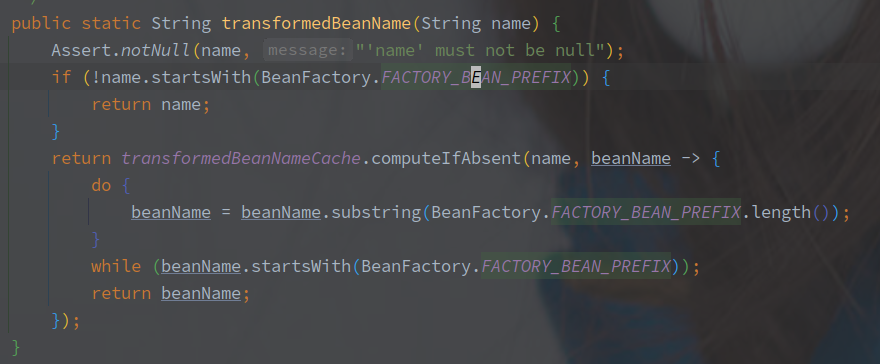 public static String transformedBeanName(String name) {
Assert.notNull(name, message: "'name' must not be null");
if (!name.startsWith(BeanFactory.FACTORY_BEAN_PREFIX)) {
return name;
}
return transformedBeanNameCache.computeIfAbsent(name, beanName -> {
do {
beanName = beanName.substring(BeanFactory.FACTORY_BEAN_PREFIX.length());
}
while (beanName.startsWith(BeanFactory.FACTORY_BEAN_PREFIX));
return beanName;
});
}